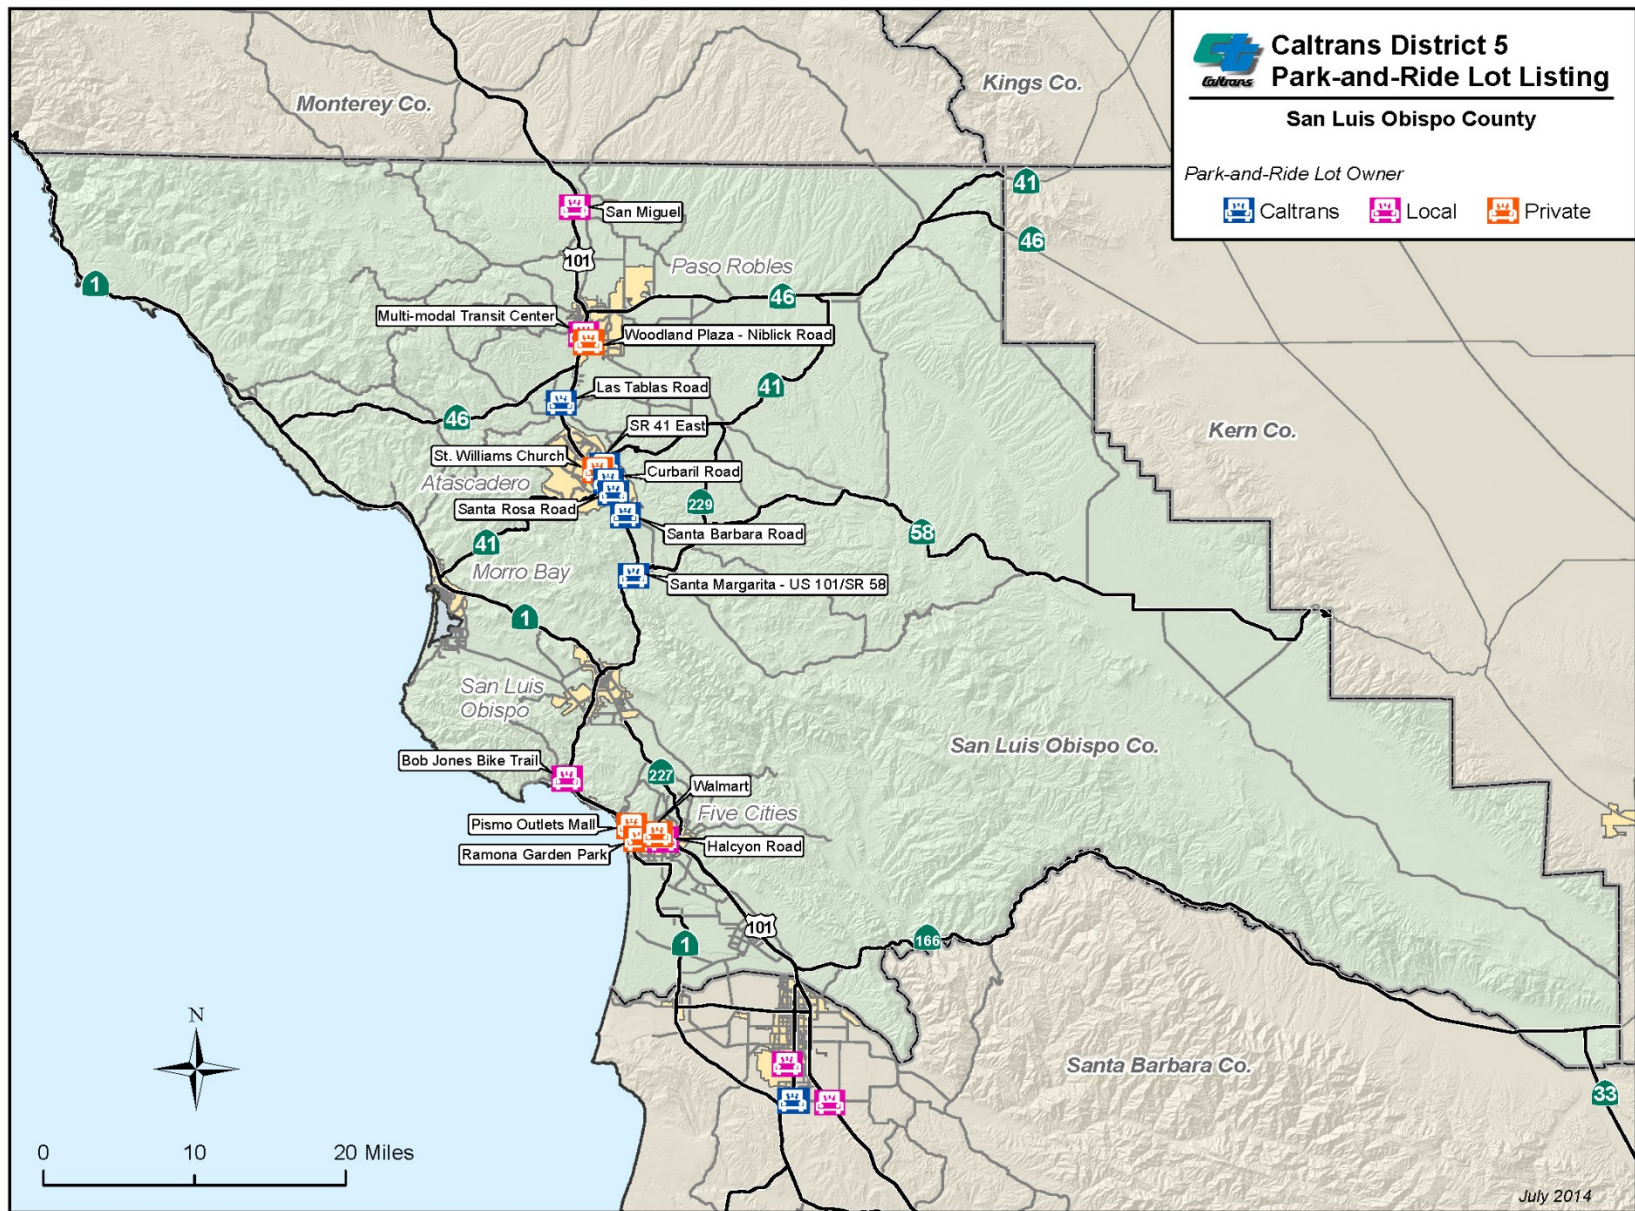 Caltrans
Caltrans District 5
Park-and-Ride Lot Listing
San Luis Obispo County
Park-and-Ride Lot Owner
Caltrans
Local
Private
Monterey Co.
Kings Co.
41
San Miguel
46
101
Paso Robles
1
46
Multi-modal Transit Center
Woodland Plaza - Niblick Road
Las Tablas Road
41
46
SR 41 East
Kern Co.
St. Williams Church
Curbaril Road
Atascadero
229
Santa Rosa Road
Santa Barbara Road
58
41
Morro Bay
Santa Margarita - US 101/SR 58
1
San Luis
Obispo
San Luis Obispo Co.
Bob Jones Bike Trail
227
Walmart
Five Cities
Pismo Outlets Mall
Halcyon Road
Ramona Garden Park
101
166
1
N
Santa Barbara Co.
33
0
10
20 Miles
July 2014